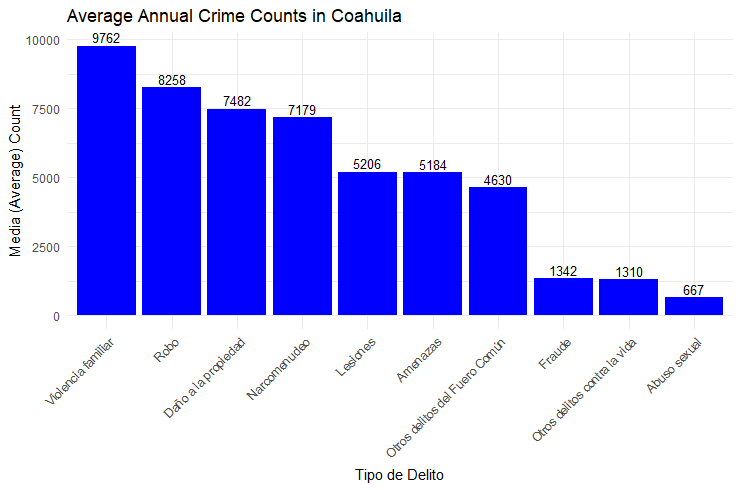 Average Annual Crime Counts in Coahuila
Media (Average) Count
10000
7500
5000
2500
0
9762
8258
7482
7179
5206
5184
4630
1342
1310
667
Violencia familiar
Robo
Daño a la propiedad
Narcomenudeo
Lesiones
Amenazas
Otros delitos del Fuero Común
Fraude
Otros delitos contra la vida
Abuso sexual
Tipo de Delito